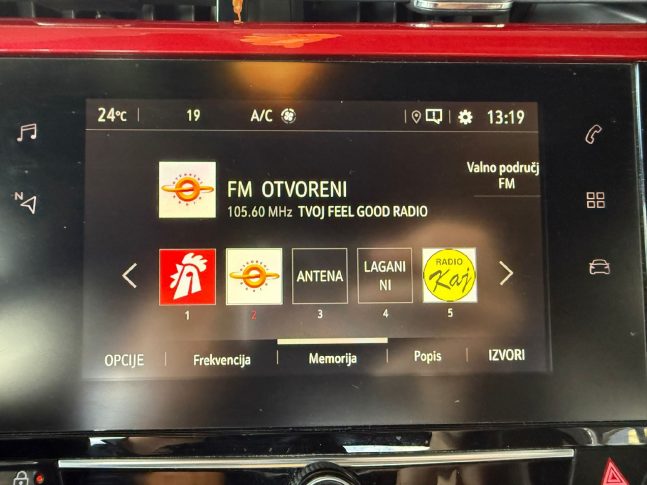 24°C 19 A/C 13:19
Valno područj
FM
FM OTVORENI
105.60 MHz TVOJ FEEL GOOD RADIO
ANTENA
LAGANI
NI
RADIO
Kaj
1 2 3 4 5
OPCIJE Frekvencija Memorija Popis IZVORI
N